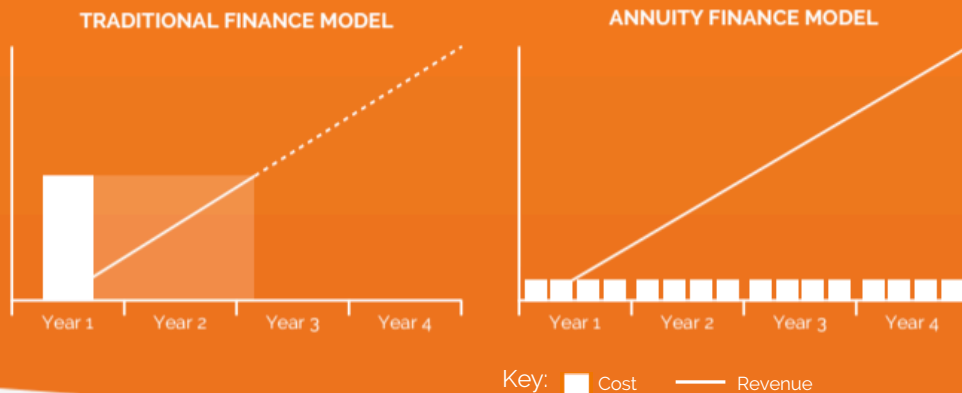 TRADITIONAL FINANCE MODEL
Year 1
Year 2
Year 3
Year 4
ANNUITY FINANCE MODEL
Year 1
Year 2
Year 3
Year 4
Key:
Cost
Revenue